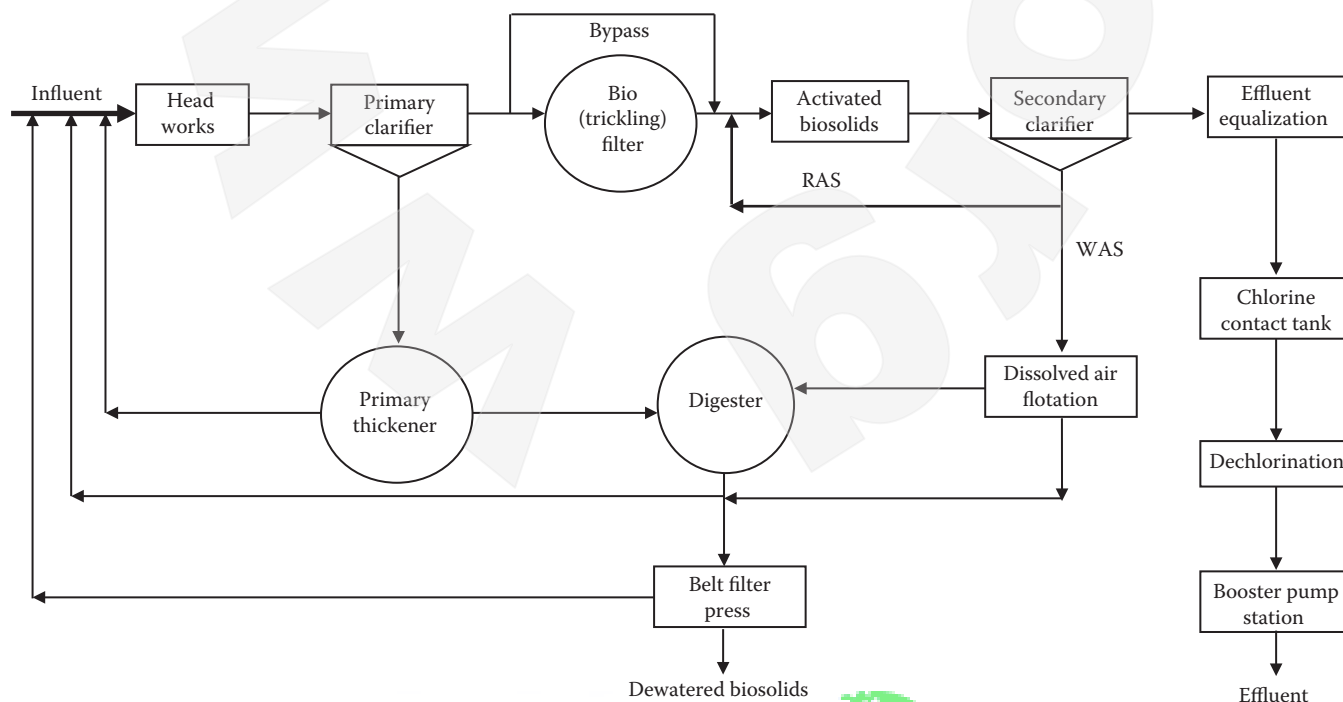 Bypass
Influent
Head
works
Primary
clarifier
Bio
(trickling)
filter
Activated
biosolids
Secondary
clarifier
Effluent
equalization
RAS
WAS
Chlorine
contact tank
Primary
thickener
Digester
Dissolved air
flotation
Dechlorination
Belt filter
press
Booster pump
station
Dewatered biosolids
Effluent